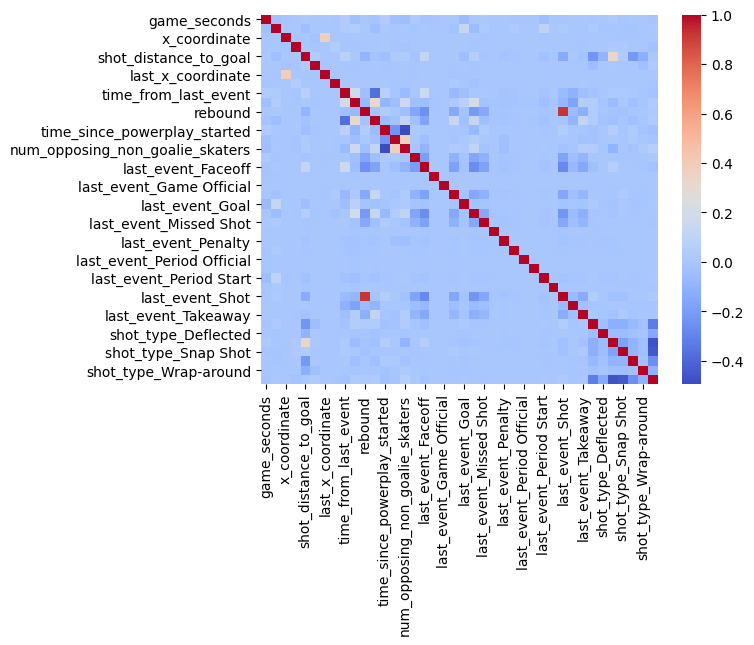 game_seconds
x_coordinate
shot_distance_to_goal
last_x_coordinate
time_from_last_event
rebound
time_since_powerplay_started
num_opposing_non_goalie_skaters
last_event_Faceoff
last_event_Game Official
last_event_Goal
last_event_Missed Shot
last_event_Penalty
last_event_Period Official
last_event_Period Start
last_event_Shot
last_event_Takeaway
shot_type_Deflected
shot_type_Snap Shot
shot_type_Wrap-around
game_seconds
x_coordinate
shot_distance_to_goal
last_x_coordinate
time_from_last_event
rebound
time_since_powerplay_started
num_opposing_non_goalie_skaters
last_event_Faceoff
last_event_Game Official
last_event_Goal
last_event_Missed Shot
last_event_Penalty
last_event_Period Official
last_event_Period Start
last_event_Shot
last_event_Takeaway
shot_type_Deflected
shot_type_Snap Shot
shot_type_Wrap-around
1.0
0.8
0.6
0.4
0.2
0.0
−0.2
−0.4